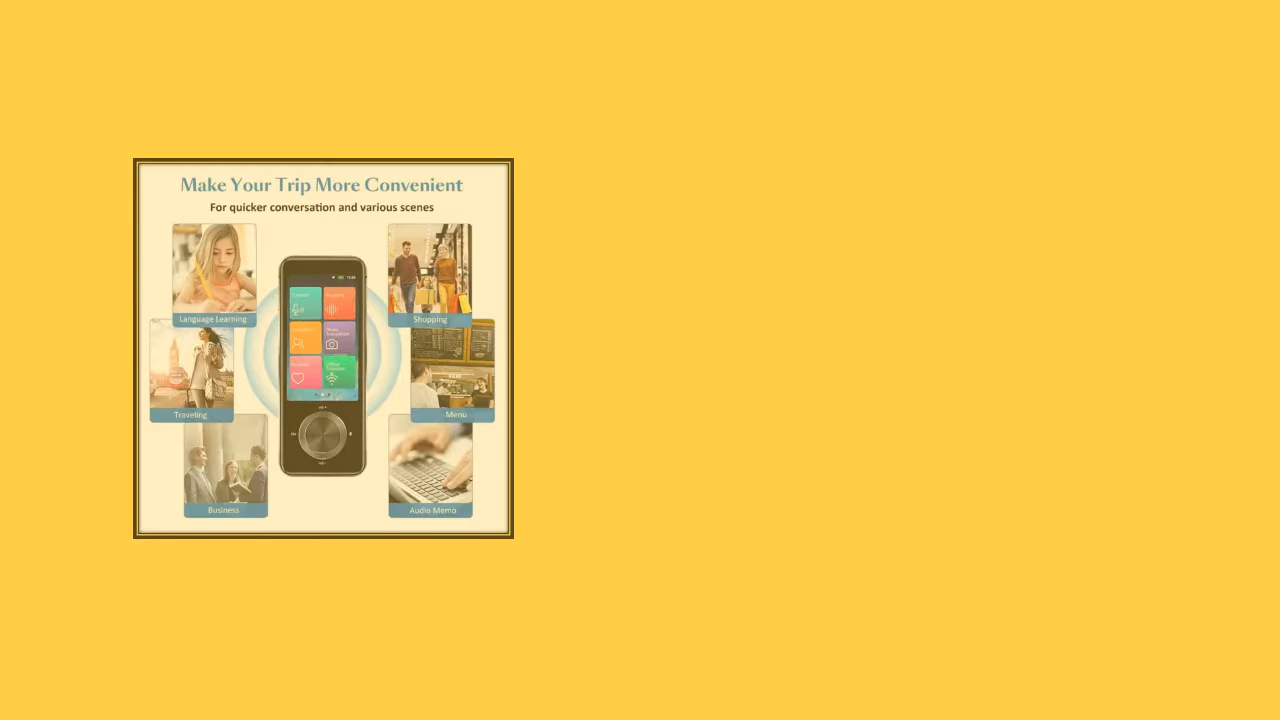 Make Your Trip More Convenient
For quicker conversation and various scenes
Language Learning
Shopping
Traveling
Menu
Business
Audio Memo